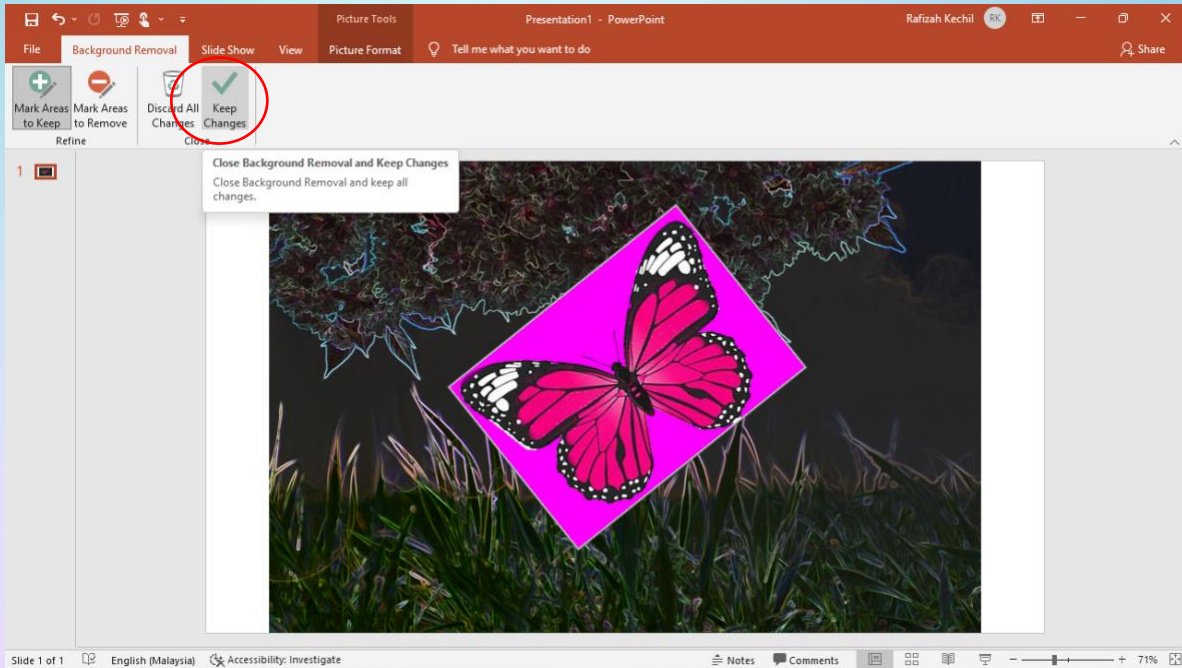 Picture Tools
Presentation1 - PowerPoint
Rafizah Kechil
RK
File
Background Removal
Slide Show
View
Picture Format
Tell me what you want to do
Share
Mark Areas to Keep
Mark Areas to Remove
Discard All Changes
Keep Changes
Refine
Close
Close Background Removal and Keep Changes
Close Background Removal and keep all
changes.
1
Slide 1 of 1
English (Malaysia)
Accessibility: Investigate
Notes
Comments
71%